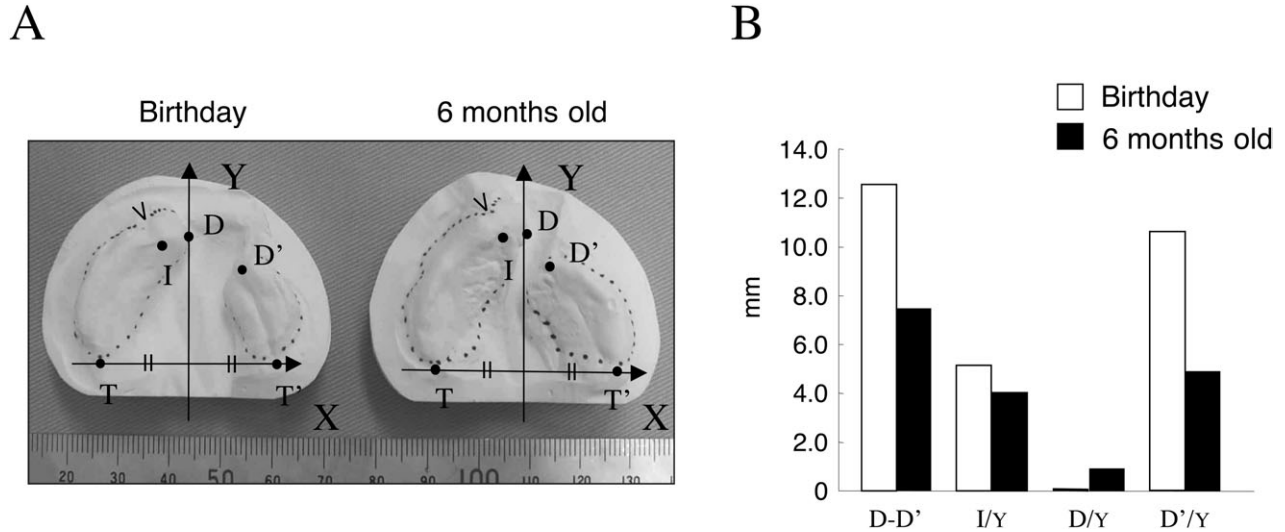 A
B
Birthday
6 months old
Y
Y
V
V
D
D
D'
D'
I
I
T
T'
T
T'
X
X
20
30
40
50
60
70
80
90
100
110
120
130
Birthday
6 months old
14.0
12.0
10.0
8.0
6.0
4.0
2.0
0
mm
D-D'
I/Y
D/Y
D'/Y